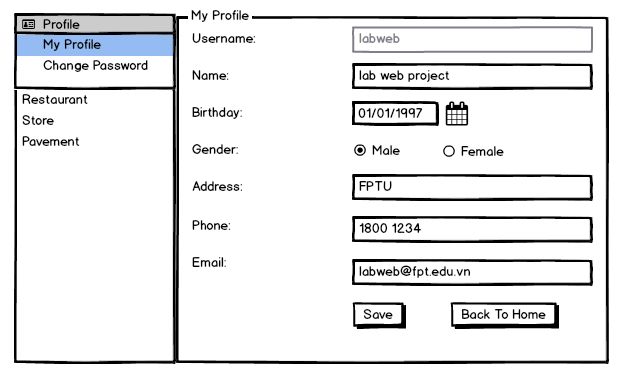 Profile
My Profile
Change Password
Restaurant
Store
Pavement
My Profile
Username: labweb
Name: lab web project
Birthday: 01/01/1997
Gender: Male Female
Address: FPTU
Phone: 1800 1234
Email: labweb@fpt.edu.vn
Save Back To Home